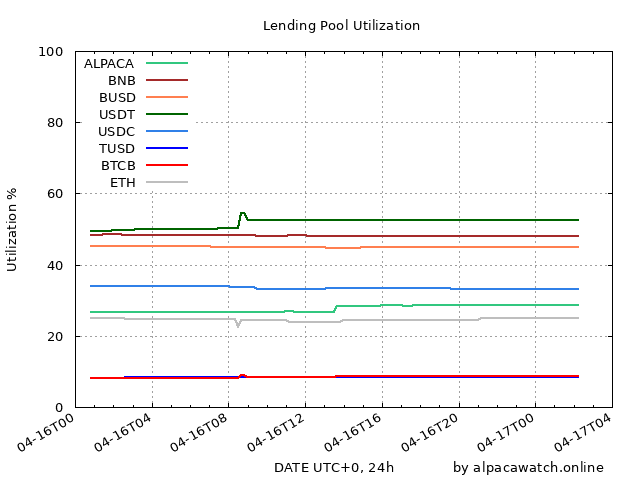 Lending Pool Utilization
100
80
60
40
20
0
Utilization %
ALPACA
BNB
BUSD
USDT
USDC
TUSD
BTCB
ETH
04-16T00
04-16T04
04-16T08
04-16T12
04-16T16
04-16T20
04-17T00
04-17T04
DATE UTC+0, 24h
by alpacawatch.online